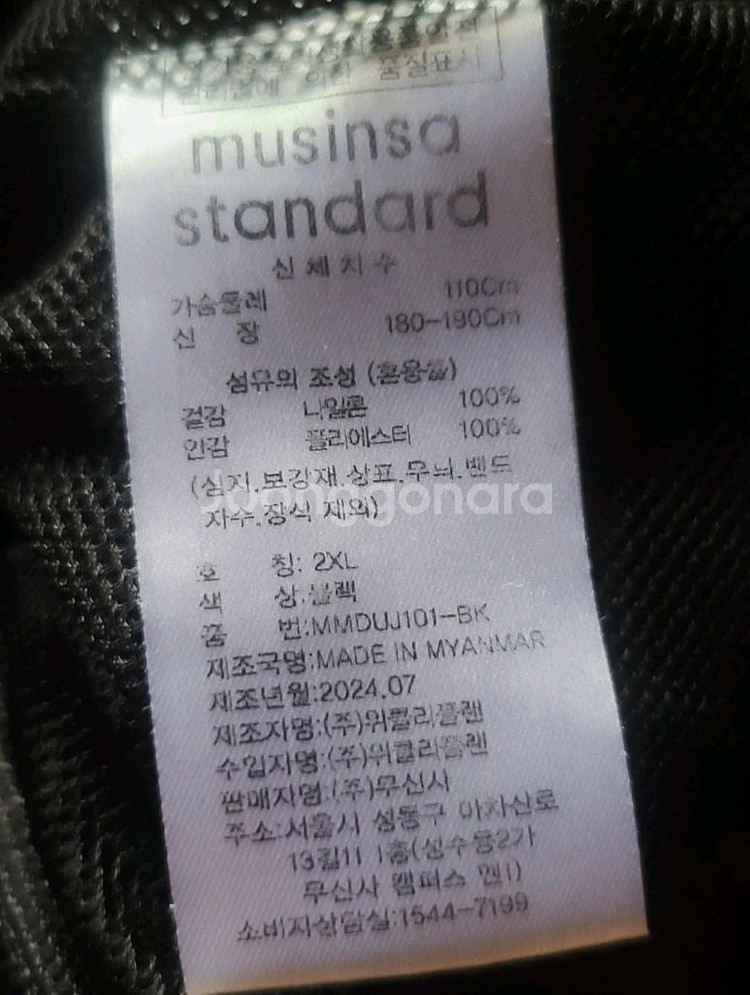 품질표시
musinsa
standard
신체치수
가슴둘레 110Cm
신 장 180-190Cm
섬유의 조성 (혼용률)
겉감 나일론 100%
안감 폴리에스터 100%
(심지.보강재.상표.무늬.밴드
자수.장식 제외)
joonggonara
호 칭: 2XL
색 상:블랙
품 번:MMDUJ101-BK
제조국명:MADE IN MYANMAR
제조년월:2024.07
제조자명:(주)위클리플랜
수입자명:(주)위클리플랜
판매자명:(주)무신사
주소:서울시 성동구 아차산로
13길11 1층(성수동2가
무신사 캠퍼스 엔1)
소비자상담실:1544-7199